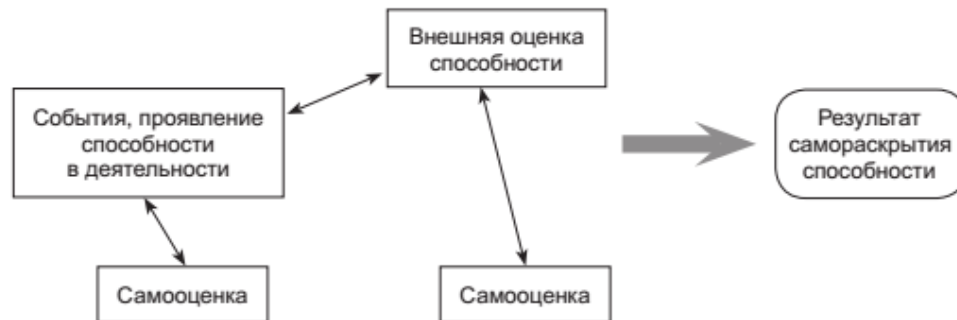 Внешняя оценка
способности
События, проявление
способности
в деятельности
Результат
самораскрытия
способности
Самооценка
Самооценка